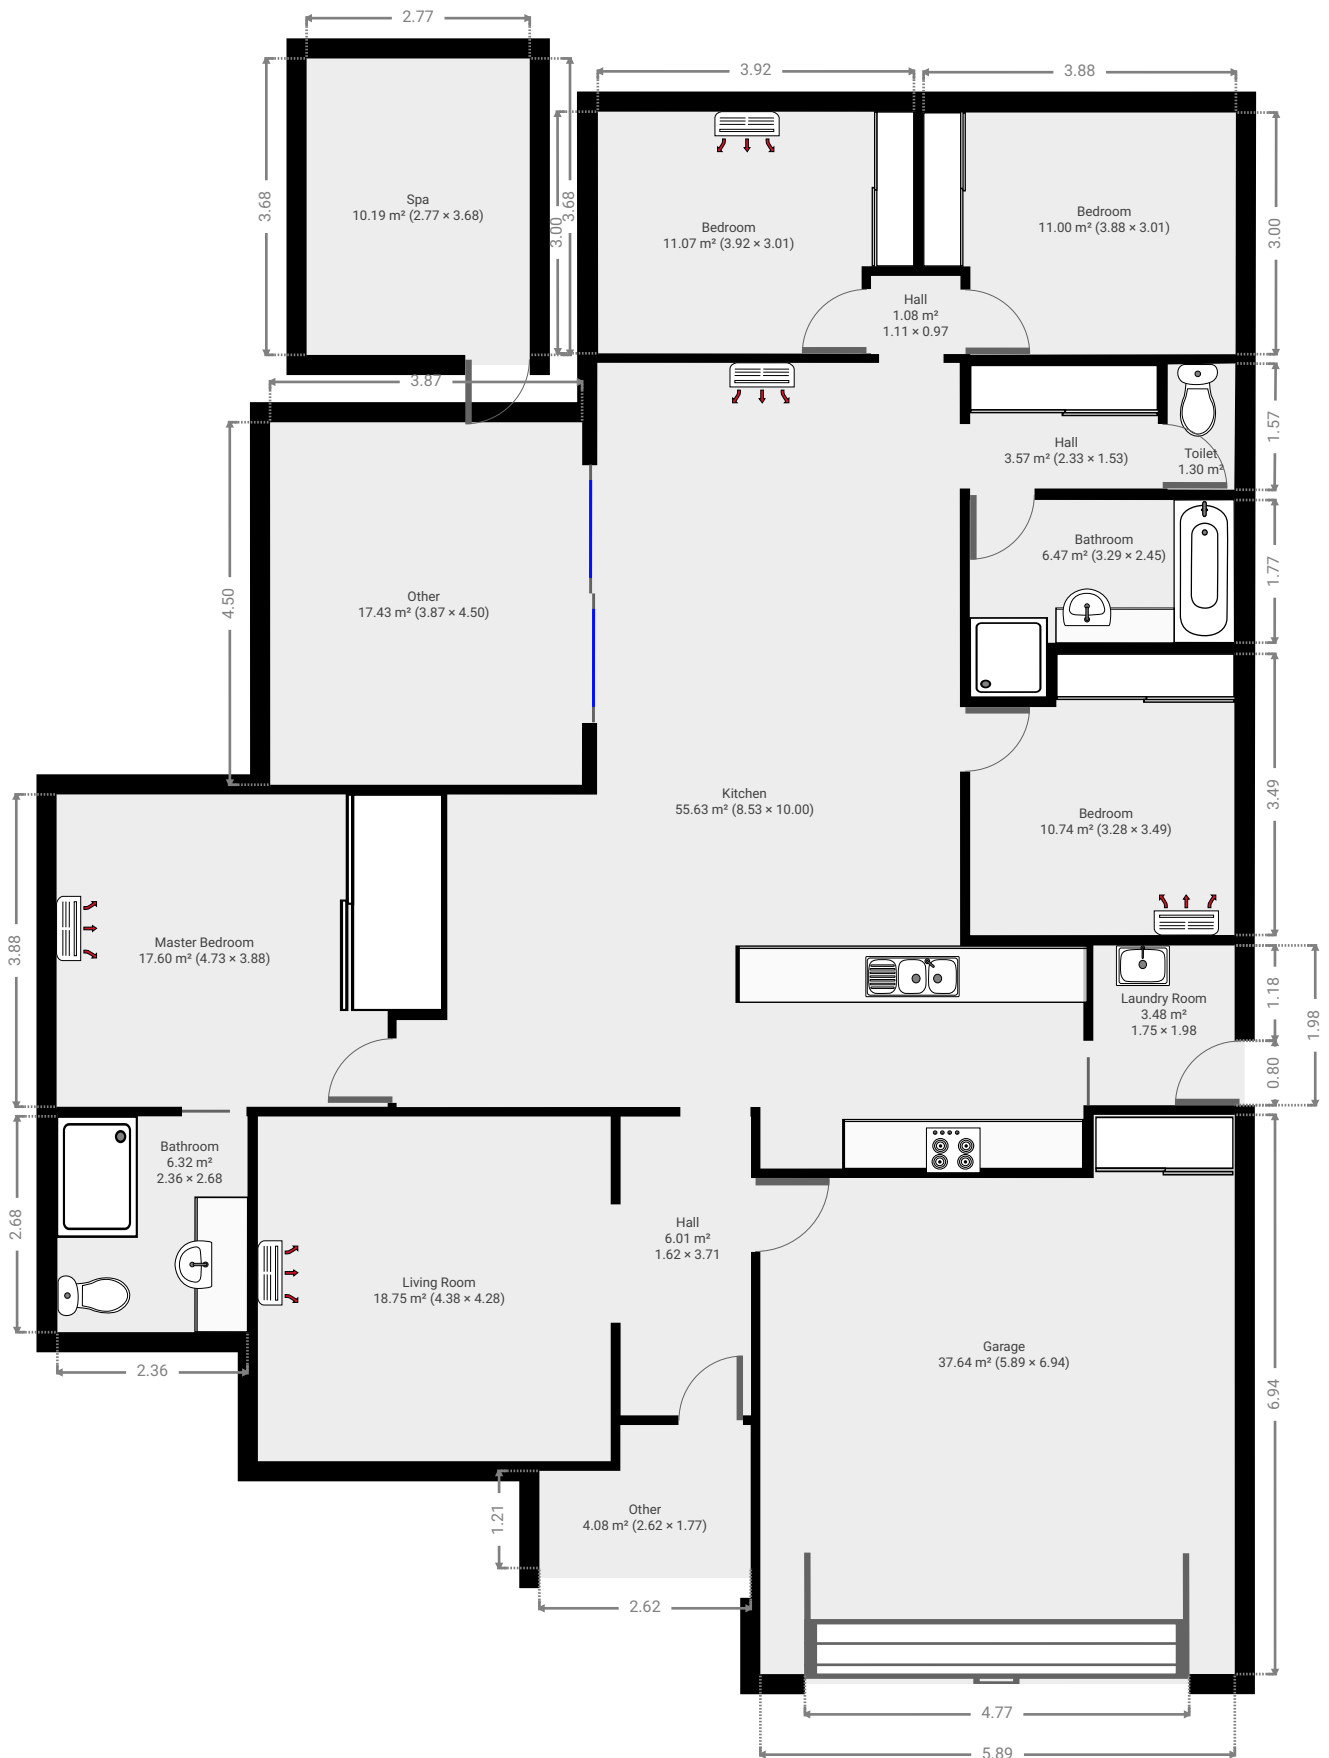 2.77
3.92
3.88
3.68
3.68
3.00
3.00
Spa
10.19 m² (2.77 × 3.68)
Bedroom
11.07 m² (3.92 × 3.01)
Bedroom
11.00 m² (3.88 × 3.01)
Hall
1.08 m²
1.11 × 0.97
3.87
1.57
Hall
3.57 m² (2.33 × 1.53)
Toilet
1.30 m²
4.50
Bathroom
6.47 m² (3.29 × 2.45)
1.77
Other
17.43 m² (3.87 × 4.50)
Kitchen
55.63 m² (8.53 × 10.00)
Bedroom
10.74 m² (3.28 × 3.49)
3.49
3.88
Master Bedroom
17.60 m² (4.73 × 3.88)
Laundry Room
3.48 m²
1.75 × 1.98
1.18
1.98
0.80
Bathroom
6.32 m²
2.36 × 2.68
2.68
Hall
6.01 m²
1.62 × 3.71
Living Room
18.75 m² (4.38 × 4.28)
Garage
37.64 m² (5.89 × 6.94)
6.94
2.36
1.21
Other
4.08 m² (2.62 × 1.77)
2.62
4.77
5.89